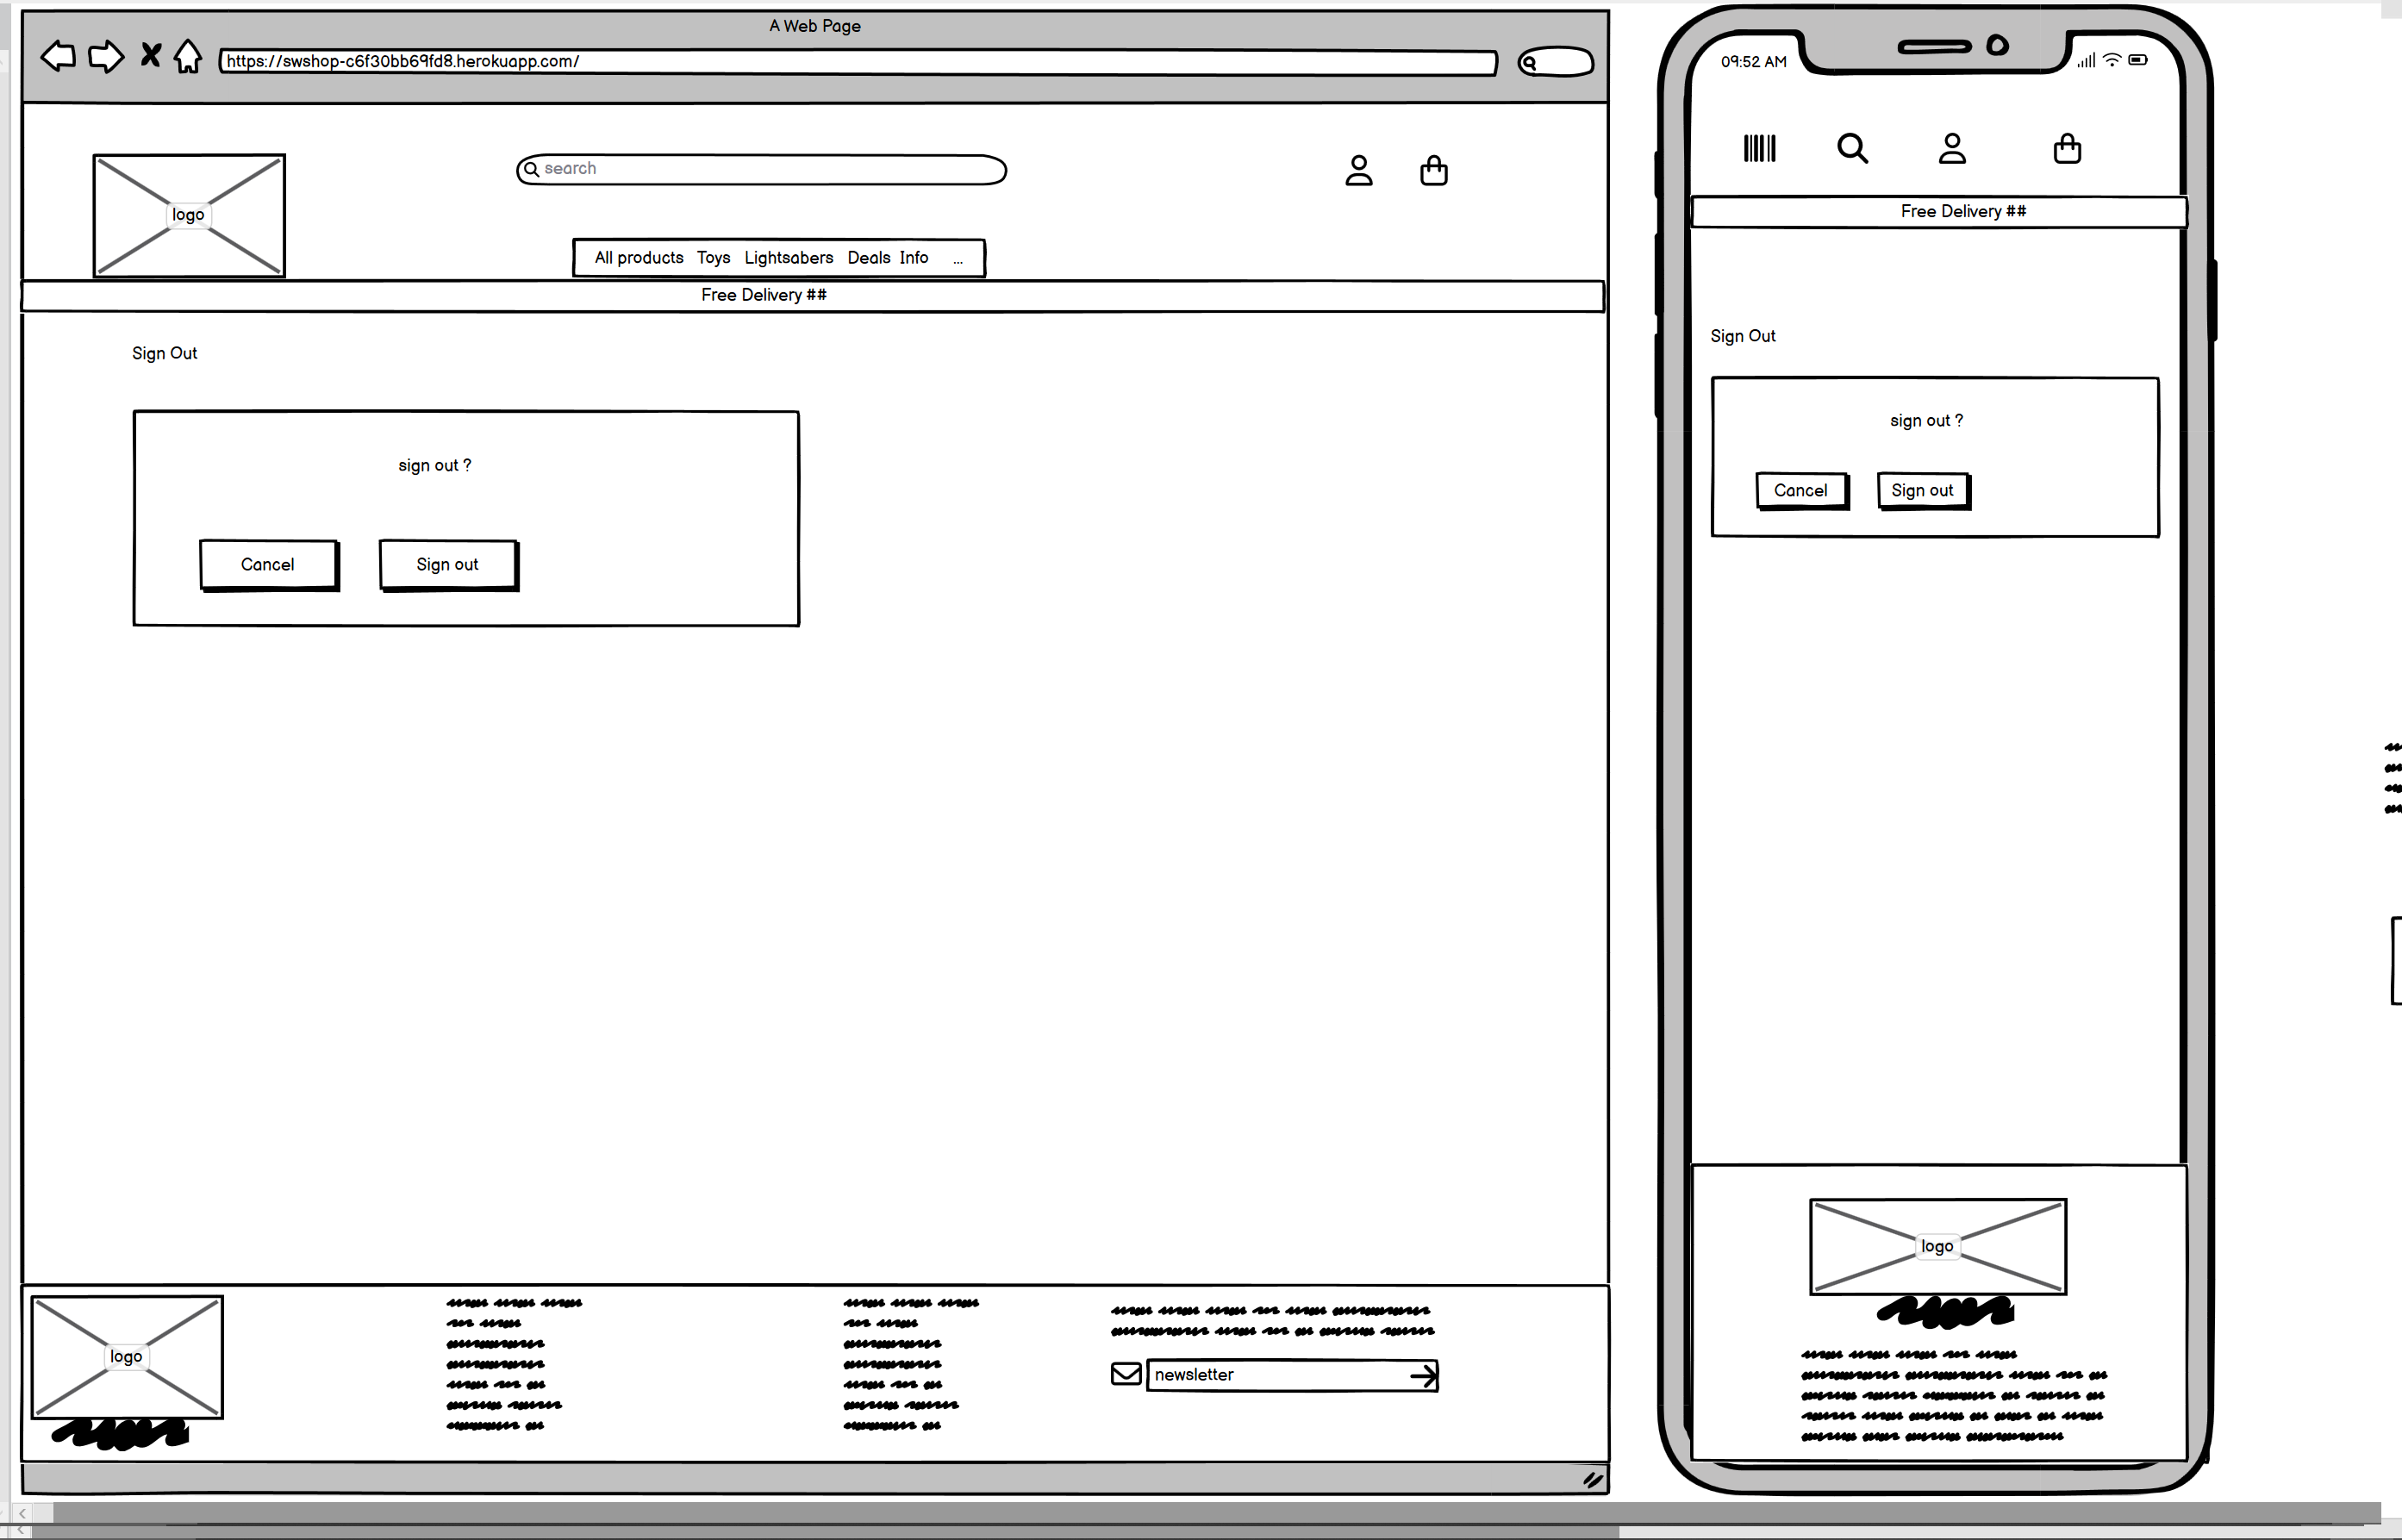 A Web Page
https://swshop-c6f30bb69fd8.herokuapp.com/
search
logo
All products Toys Lightsabers Deals Info ...
Free Delivery ##
Sign Out
sign out ?
Cancel Sign out
logo
newsletter
09:52 AM
Free Delivery ##
Sign Out
sign out ?
Cancel Sign out
logo